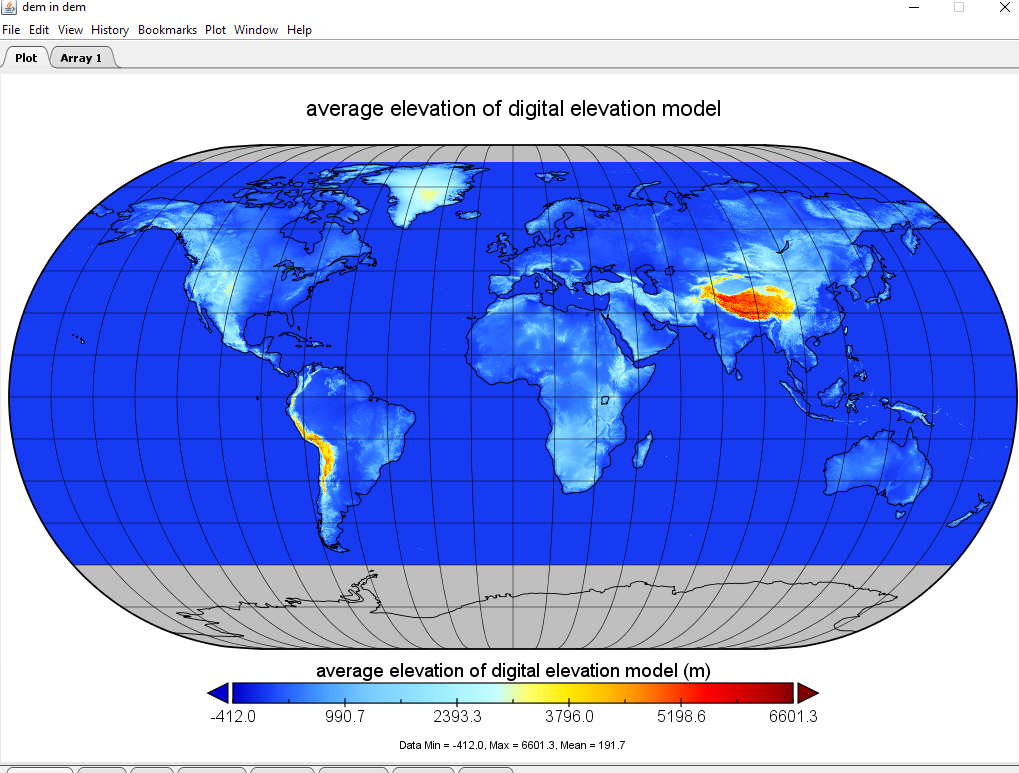 dem in dem
File Edit View History Bookmarks Plot Window Help
Plot Array 1
average elevation of digital elevation model
average elevation of digital elevation model (m)
-412.0 990.7 2393.3 3796.0 5198.6 6601.3
Data Min = -412.0, Max = 6601.3, Mean = 191.7